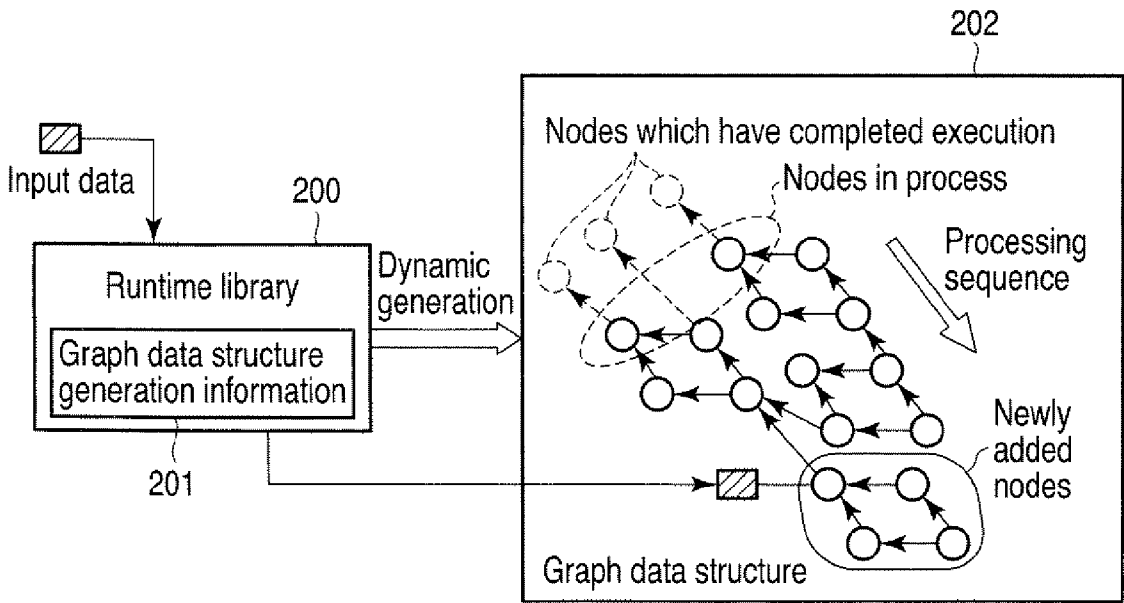 202
Nodes which have completed execution
Input data
Nodes in process
200
Processing
sequence
Dynamic
generation
Runtime library
Graph data structure
generation information
Newly
added
nodes
201
Graph data structure